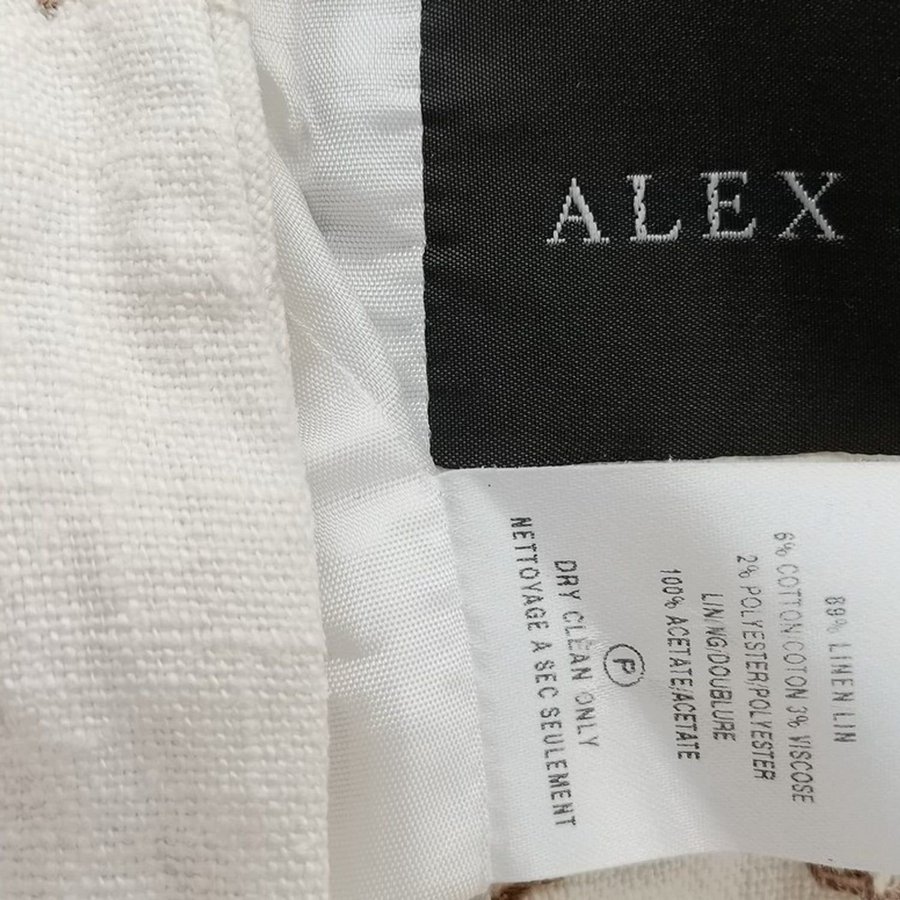 ALEX
89% LINEN LIN
6% COTTON/COTON 3% VISCOSE
2% POLYESTER/POLYESTER
LINING/DOUBLURE
100% ACETATE/ACETATE
P
DRY CLEAN ONLY
NETTOYAGE A SEC SEULEMENT